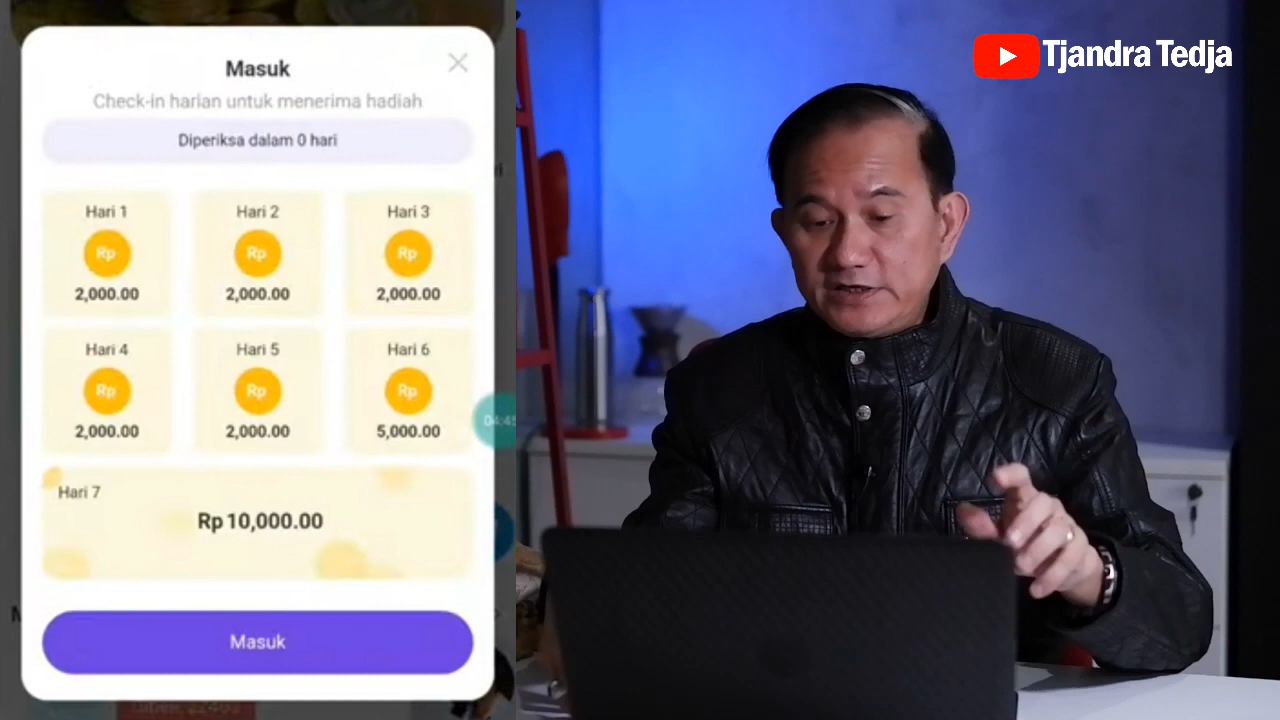 Masuk
Check-in harian untuk menerima hadiah
Diperiksa dalam 0 hari
Hari 1
Hari 2
Hari 3
Rp
Rp
Rp
2,000.00
2,000.00
2,000.00
Hari 4
Hari 5
Hari 6
Rp
Rp
Rp
2,000.00
2,000.00
5,000.00
Hari 7
Rp 10,000.00
Masuk
Tjandra Tedja